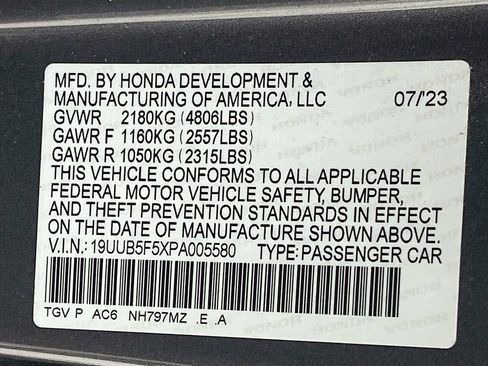 MFD. BY HONDA DEVELOPMENT &
MANUFACTURING OF AMERICA, LLC 07/'23
GVWR 2180KG (4806LBS)
GAWR F 1160KG (2557LBS)
GAWR R 1050KG (2315LBS)
THIS VEHICLE CONFORMS TO ALL APPLICABLE
FEDERAL MOTOR VEHICLE SAFETY, BUMPER,
AND THEFT PREVENTION STANDARDS IN EFFECT
ON THE DATE OF MANUFACTURE SHOWN ABOVE.
V.I.N.: 19UUB5F5XPA005580 TYPE: PASSENGER CAR
TGV P AC6 NH797MZ .E .A